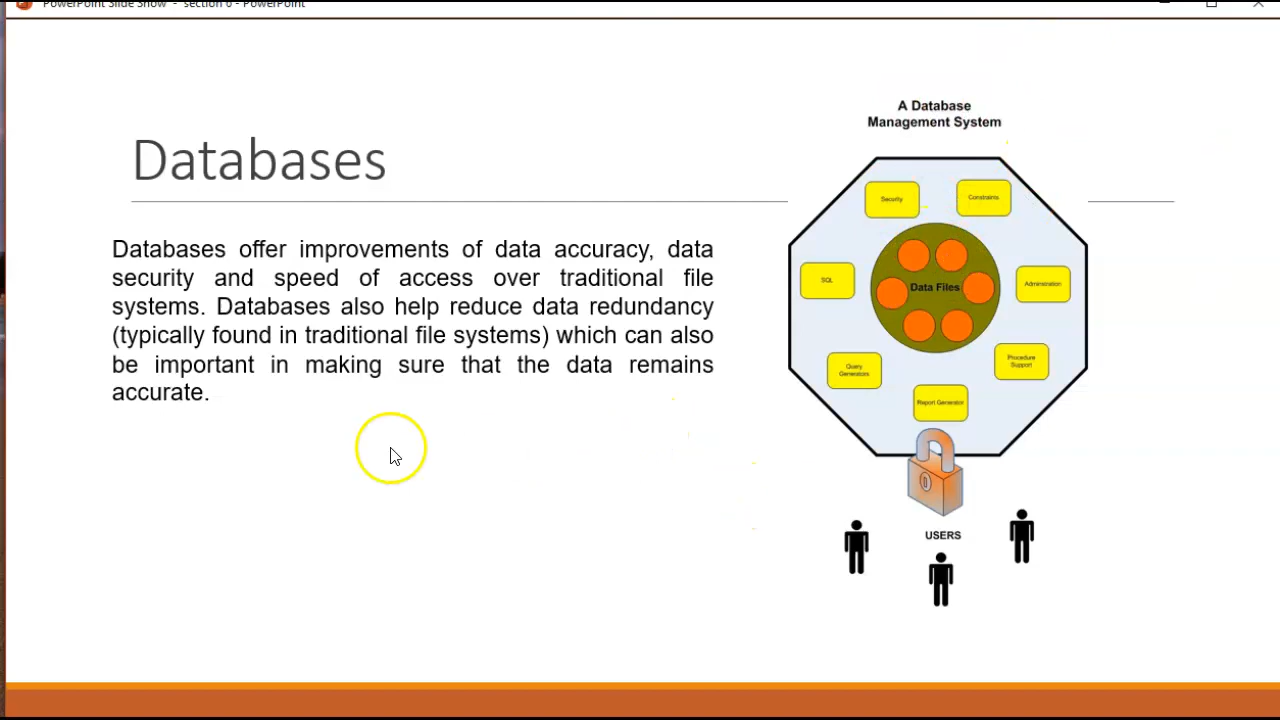 PowerPoint Slide Show - section 6 - PowerPoint
A Database
Management System
Databases
Databases offer improvements of data accuracy, data
security and speed of access over traditional file
systems. Databases also help reduce data redundancy
(typically found in traditional file systems) which can also
be important in making sure that the data remains
accurate.
Security
Constraints
SQL
Data Files
Adminstration
Query
Generators
Procedure
Support
Report Generator
USERS